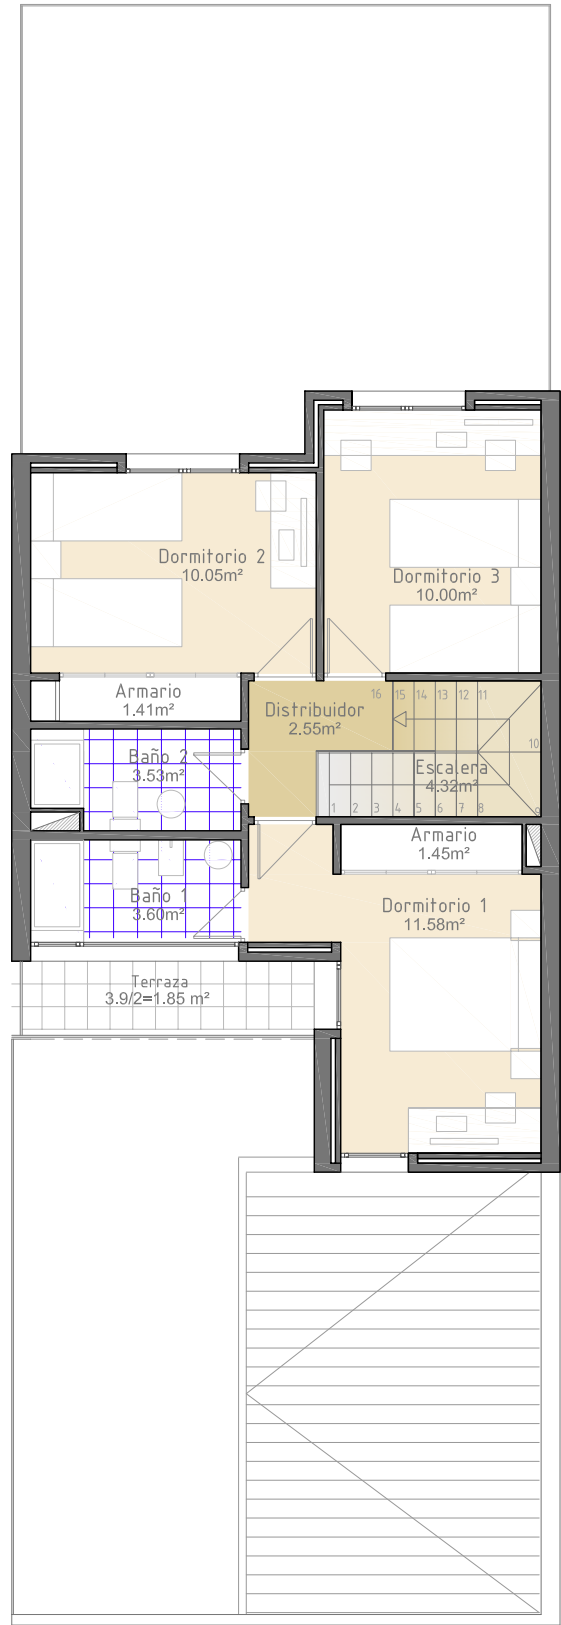 Dormitorio 2
10.05m²
Dormitorio 3
10.00m²
Armario
1.41m²
Distribuidor
2.55m²
16 15 14 13 12 11
10
9
Escalera
4.32m²
1 2 3 4 5 6 7 8
Baño 2
3.53m²
Armario
1.45m²
Baño 1
3.60m²
Dormitorio 1
11.58m²
Terraza
3.9/2=1.85 m²